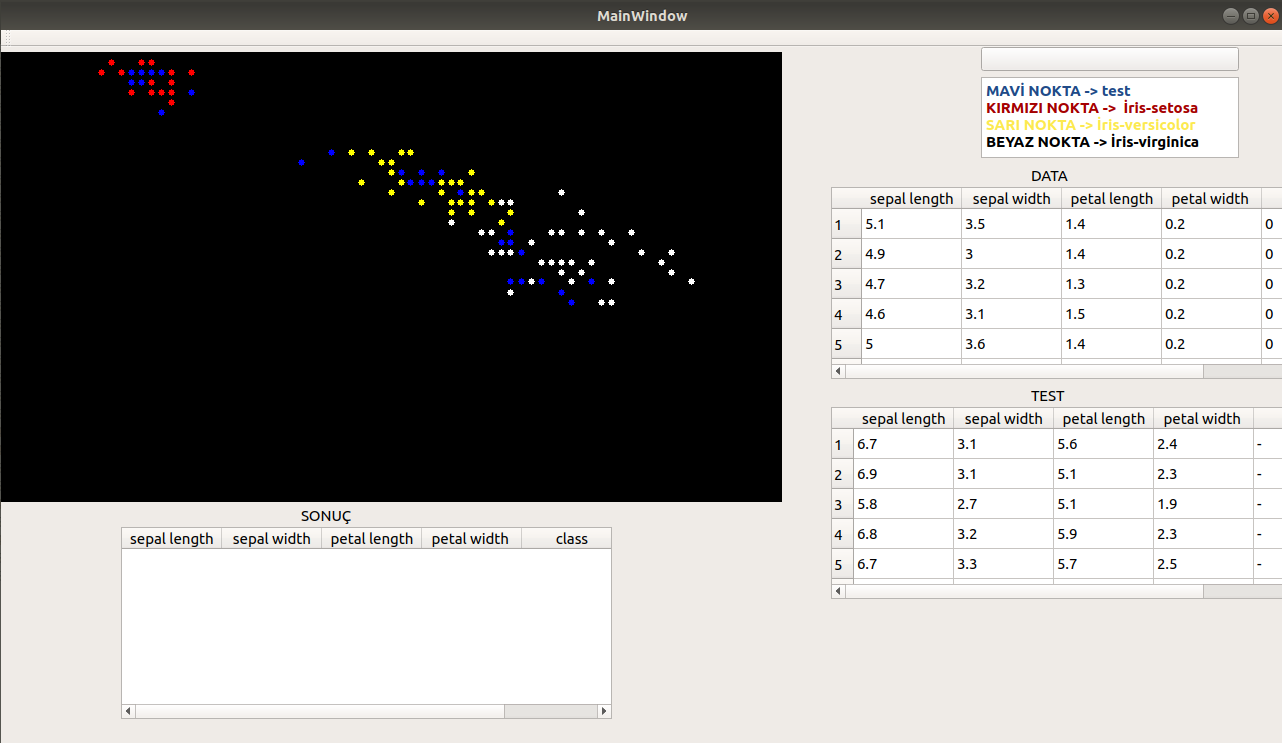 MainWindow
MAVİ NOKTA -> test
KIRMIZI NOKTA ->  İris-setosa
SARI NOKTA -> İris-versicolor
BEYAZ NOKTA -> İris-virginica
DATA
sepal length sepal width petal length petal width
1 5.1 3.5 1.4 0.2 0
2 4.9 3 1.4 0.2 0
3 4.7 3.2 1.3 0.2 0
4 4.6 3.1 1.5 0.2 0
5 5 3.6 1.4 0.2 0
TEST
sepal length sepal width petal length petal width
1 6.7 3.1 5.6 2.4 -
2 6.9 3.1 5.1 2.3 -
3 5.8 2.7 5.1 1.9 -
4 6.8 3.2 5.9 2.3 -
5 6.7 3.3 5.7 2.5 -
SONUÇ
sepal length sepal width petal length petal width class